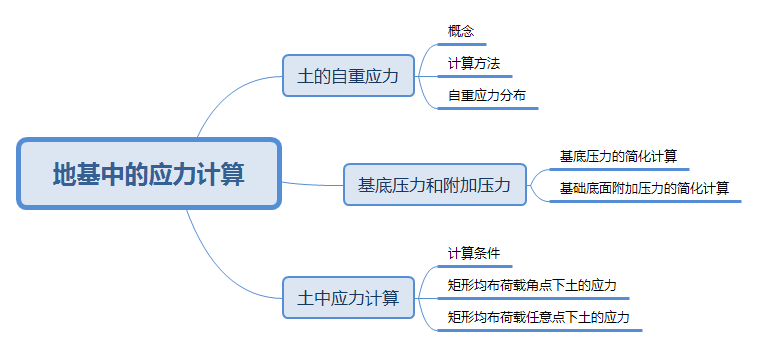 地基中的应力计算
土的自重应力
概念
计算方法
自重应力分布
基底压力和附加压力
基底压力的简化计算
基础底面附加压力的简化计算
土中应力计算
计算条件
矩形均布荷载角点下土的应力
矩形均布荷载任意点下土的应力